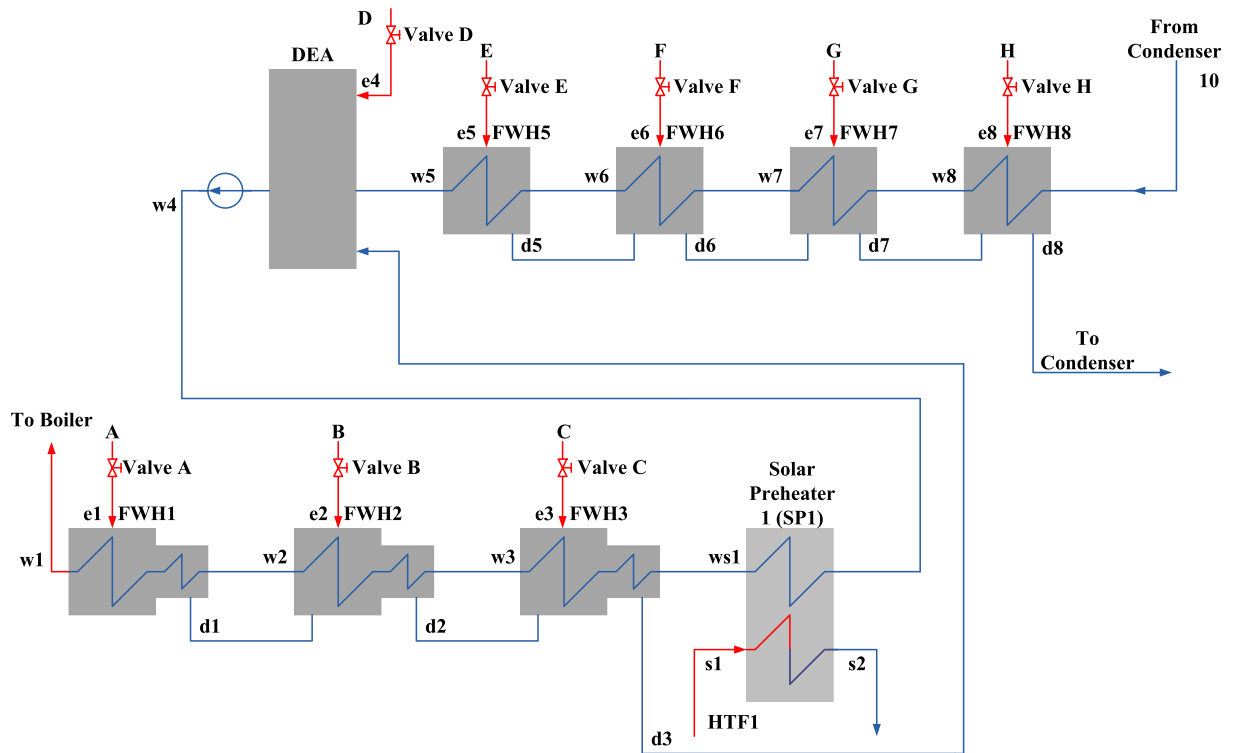 D
Valve D
DEA
e4
E
Valve E
e5 FWH5
F
Valve F
e6 FWH6
G
Valve G
e7 FWH7
H
Valve H
e8 FWH8
From
Condenser
10
w4
w5
w6
w7
w8
d5
d6
d7
d8
To
Condenser
To Boiler
A
Valve A
e1 FWH1
B
Valve B
e2 FWH2
C
Valve C
e3 FWH3
Solar
Preheater
1 (SP1)
w1
w2
w3
ws1
d1
d2
s1
s2
HTF1
d3